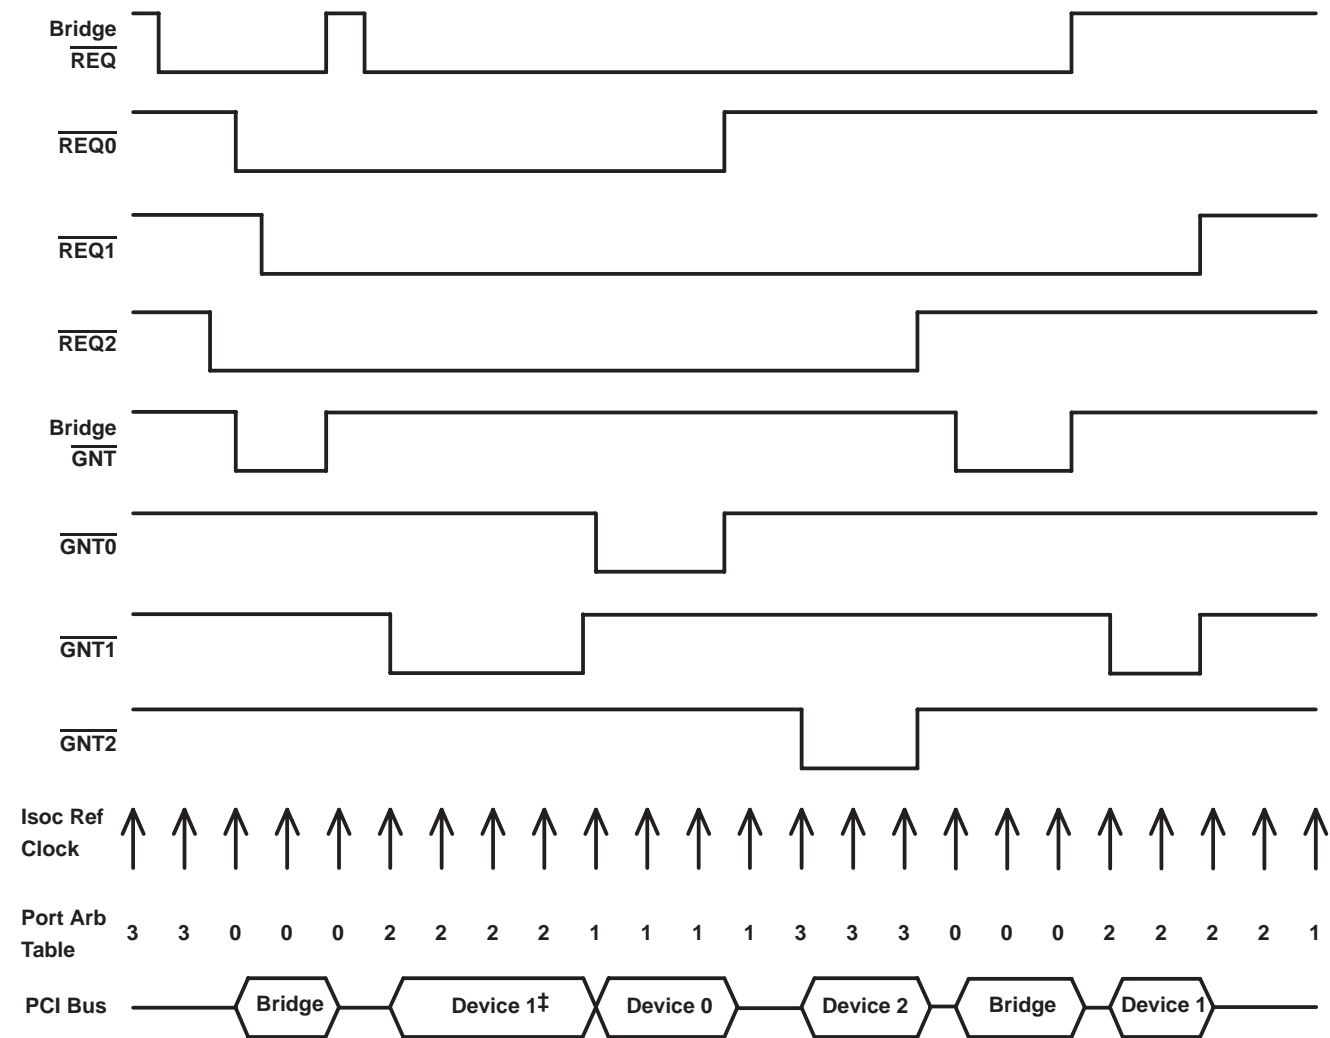 Bridge
REQ
REQ0
REQ1
REQ2
Bridge
GNT
GNT0
GNT1
GNT2
Isoc Ref
Clock
Port Arb
Table
3 3 0 0 0 2 2 2 2 1 1 1 1 3 3 3 0 0 0 2 2 2 2 1
PCI Bus Bridge Device 1‡ Device 0 Device 2 Bridge Device 1